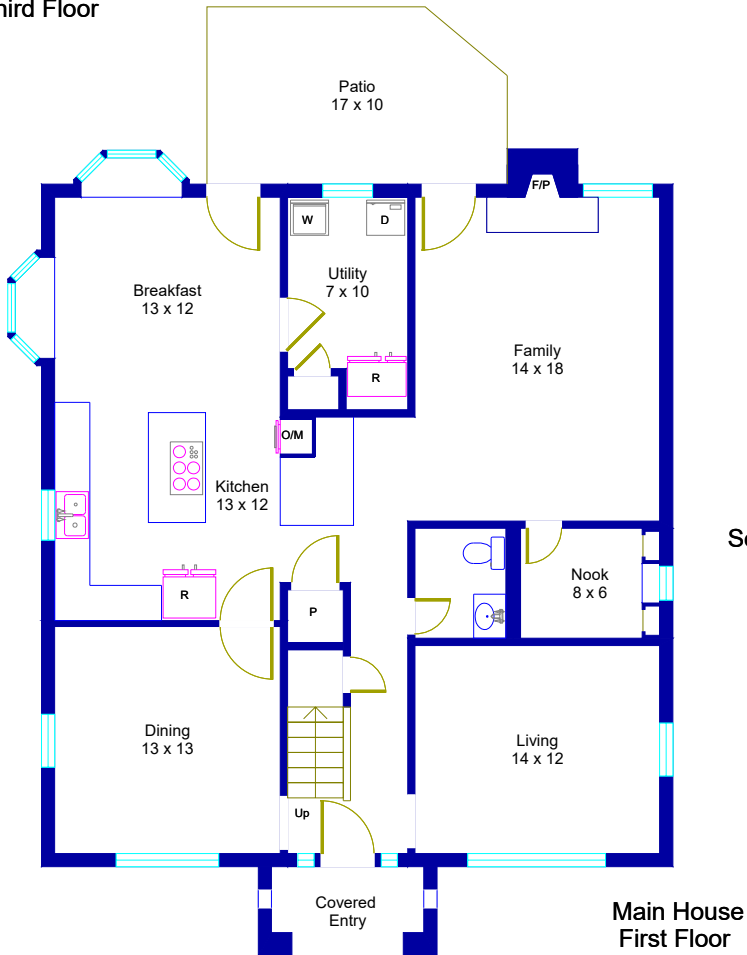 hird Floor
Patio
17 x 10
F/P
W
D
Utility
7 x 10
Breakfast
13 x 12
Family
14 x 18
R
O/M
Kitchen
13 x 12
Nook
8 x 6
R
P
Dining
13 x 13
Living
14 x 12
Up
Covered
Entry
Main House
First Floor